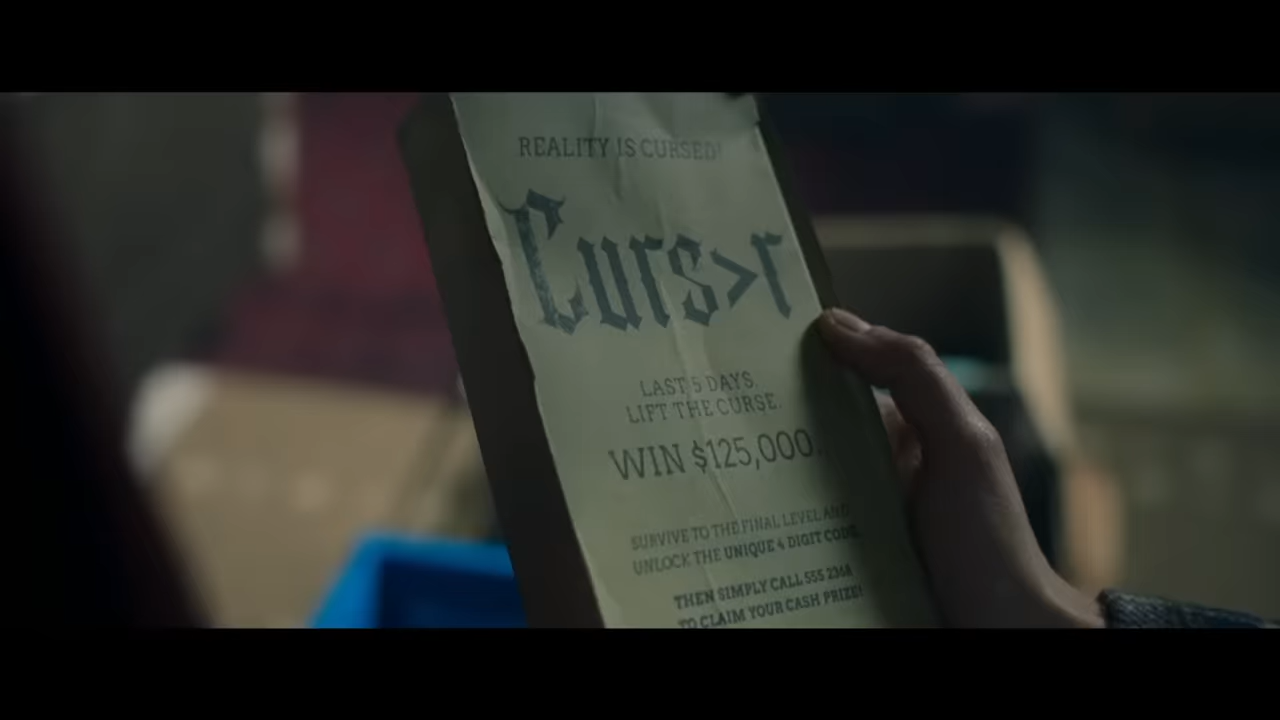 REALITY IS CURSED!
Curs>r
LAST 5 DAYS.
LIFT THE CURSE.
WIN $125,000.
SURVIVE TO THE FINAL LEVEL AND
UNLOCK THE UNIQUE 4 DIGIT CODE
THEN SIMPLY CALL 555
TO CLAIM YOUR CASH PRIZE!